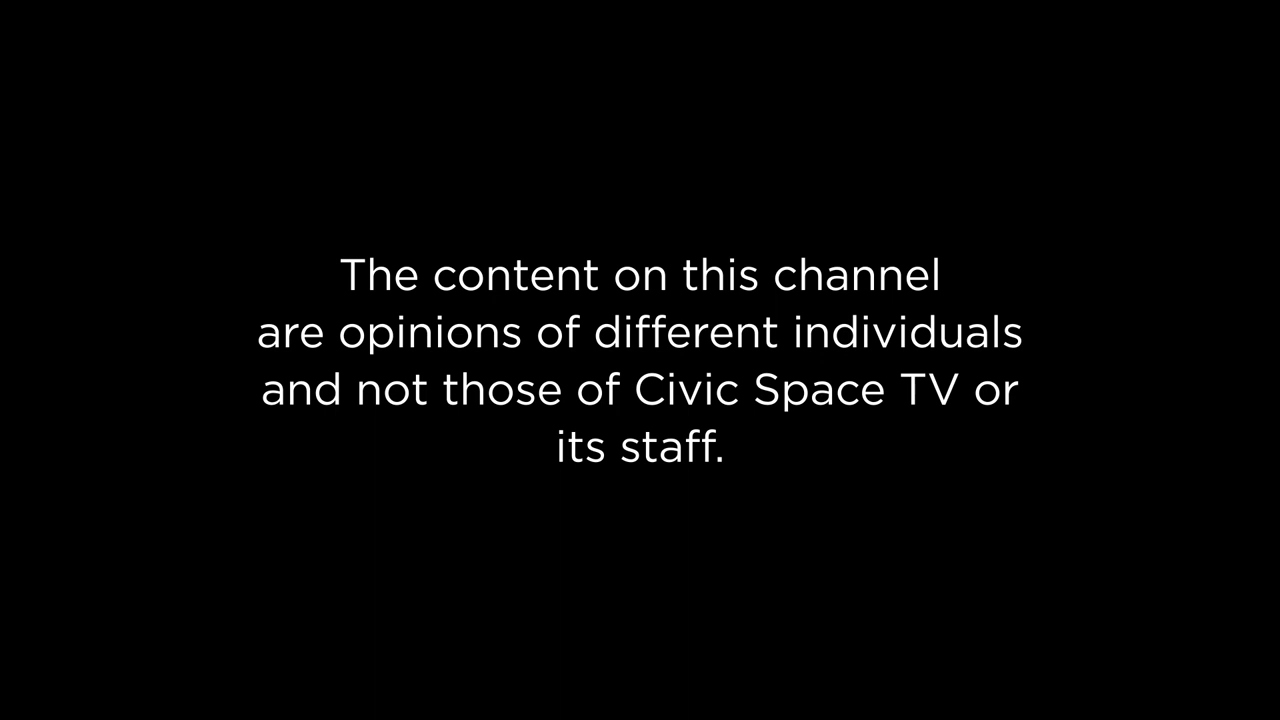 The content on this channel
are opinions of different individuals
and not those of Civic Space TV or
its staff.